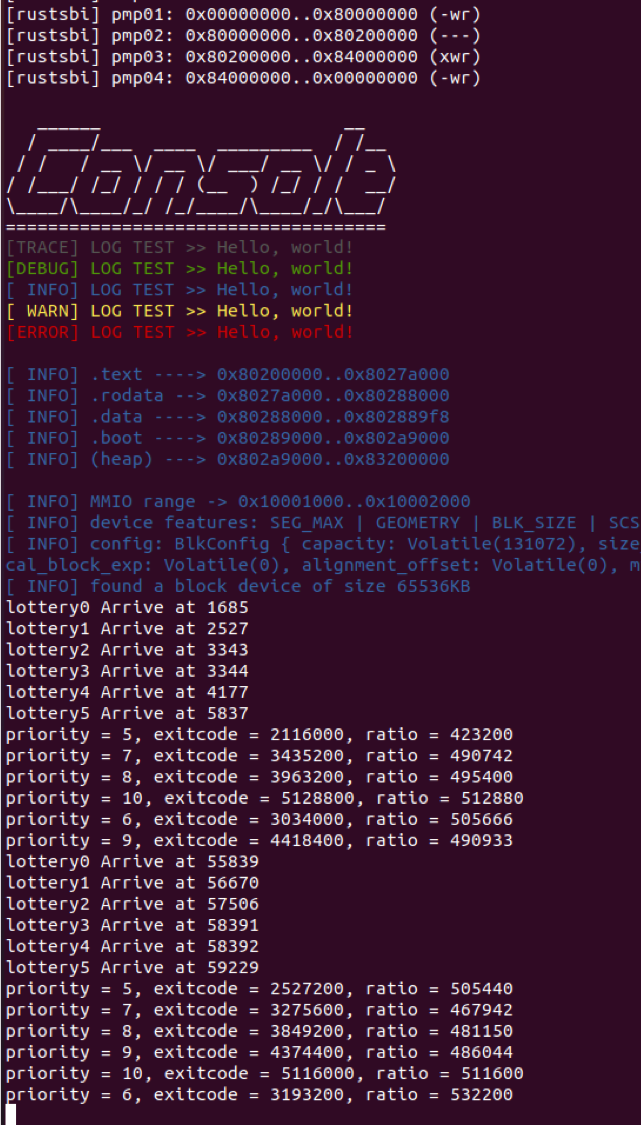 [rustsbi] pmp01: 0x00000000..0x80000000 (-wr)
[rustsbi] pmp02: 0x80000000..0x80200000 (---)
[rustsbi] pmp03: 0x80200000..0x84000000 (xwr)
[rustsbi] pmp04: 0x84000000..0x00000000 (-wr)
Console
====================================
[TRACE] LOG TEST >> Hello, world!
[DEBUG] LOG TEST >> Hello, world!
[ INFO] LOG TEST >> Hello, world!
[ WARN] LOG TEST >> Hello, world!
[ERROR] LOG TEST >> Hello, world!
[ INFO] .text ----> 0x80200000..0x8027a000
[ INFO] .rodata --> 0x8027a000..0x80288000
[ INFO] .data ----> 0x80288000..0x802889f8
[ INFO] .boot ----> 0x80289000..0x802a9000
[ INFO] (heap) ---> 0x802a9000..0x83200000
[ INFO] MMIO range -> 0x10001000..0x10002000
[ INFO] device features: SEG_MAX | GEOMETRY | BLK_SIZE | SCS
[ INFO] config: BlkConfig { capacity: Volatile(131072), size
cal_block_exp: Volatile(0), alignment_offset: Volatile(0), m
[ INFO] found a block device of size 65536KB
lottery0 Arrive at 1685
lottery1 Arrive at 2527
lottery2 Arrive at 3343
lottery3 Arrive at 3344
lottery4 Arrive at 4177
lottery5 Arrive at 5837
priority = 5, exitcode = 2116000, ratio = 423200
priority = 7, exitcode = 3435200, ratio = 490742
priority = 8, exitcode = 3963200, ratio = 495400
priority = 10, exitcode = 5128800, ratio = 512880
priority = 6, exitcode = 3034000, ratio = 505666
priority = 9, exitcode = 4418400, ratio = 490933
lottery0 Arrive at 55839
lottery1 Arrive at 56670
lottery2 Arrive at 57506
lottery3 Arrive at 58391
lottery4 Arrive at 58392
lottery5 Arrive at 59229
priority = 5, exitcode = 2527200, ratio = 505440
priority = 7, exitcode = 3275600, ratio = 467942
priority = 8, exitcode = 3849200, ratio = 481150
priority = 9, exitcode = 4374400, ratio = 486044
priority = 10, exitcode = 5116000, ratio = 511600
priority = 6, exitcode = 3193200, ratio = 532200